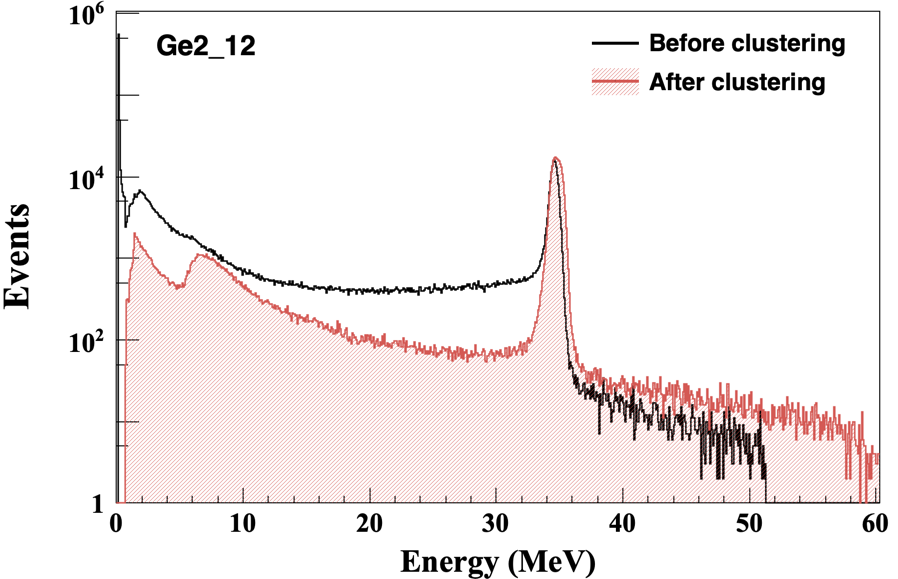 Ge2_12
Before clustering
After clustering
10^6
10^4
10^2
1
Events
0 10 20 30 40 50 60
Energy (MeV)